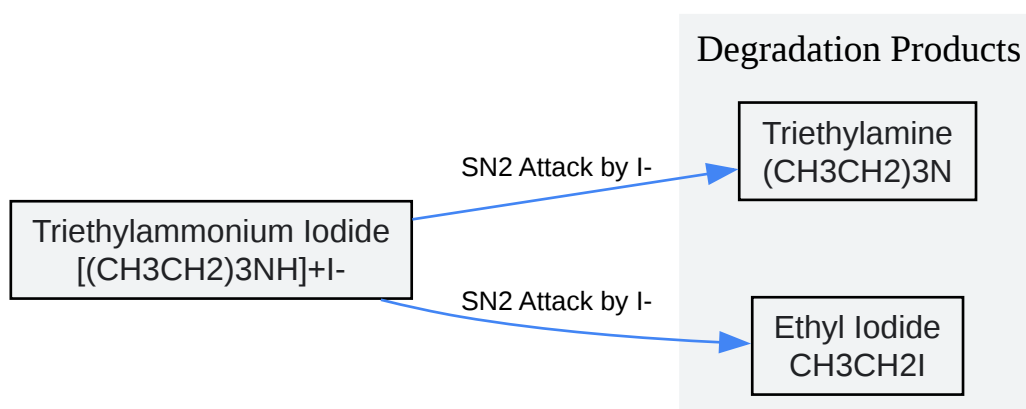 Degradation Products
Triethylamine
(CH3CH2)3N
SN2 Attack by I-
Triethylammonium Iodide
[(CH3CH2)3NH]+I-
SN2 Attack by I-
Ethyl Iodide
CH3CH2I